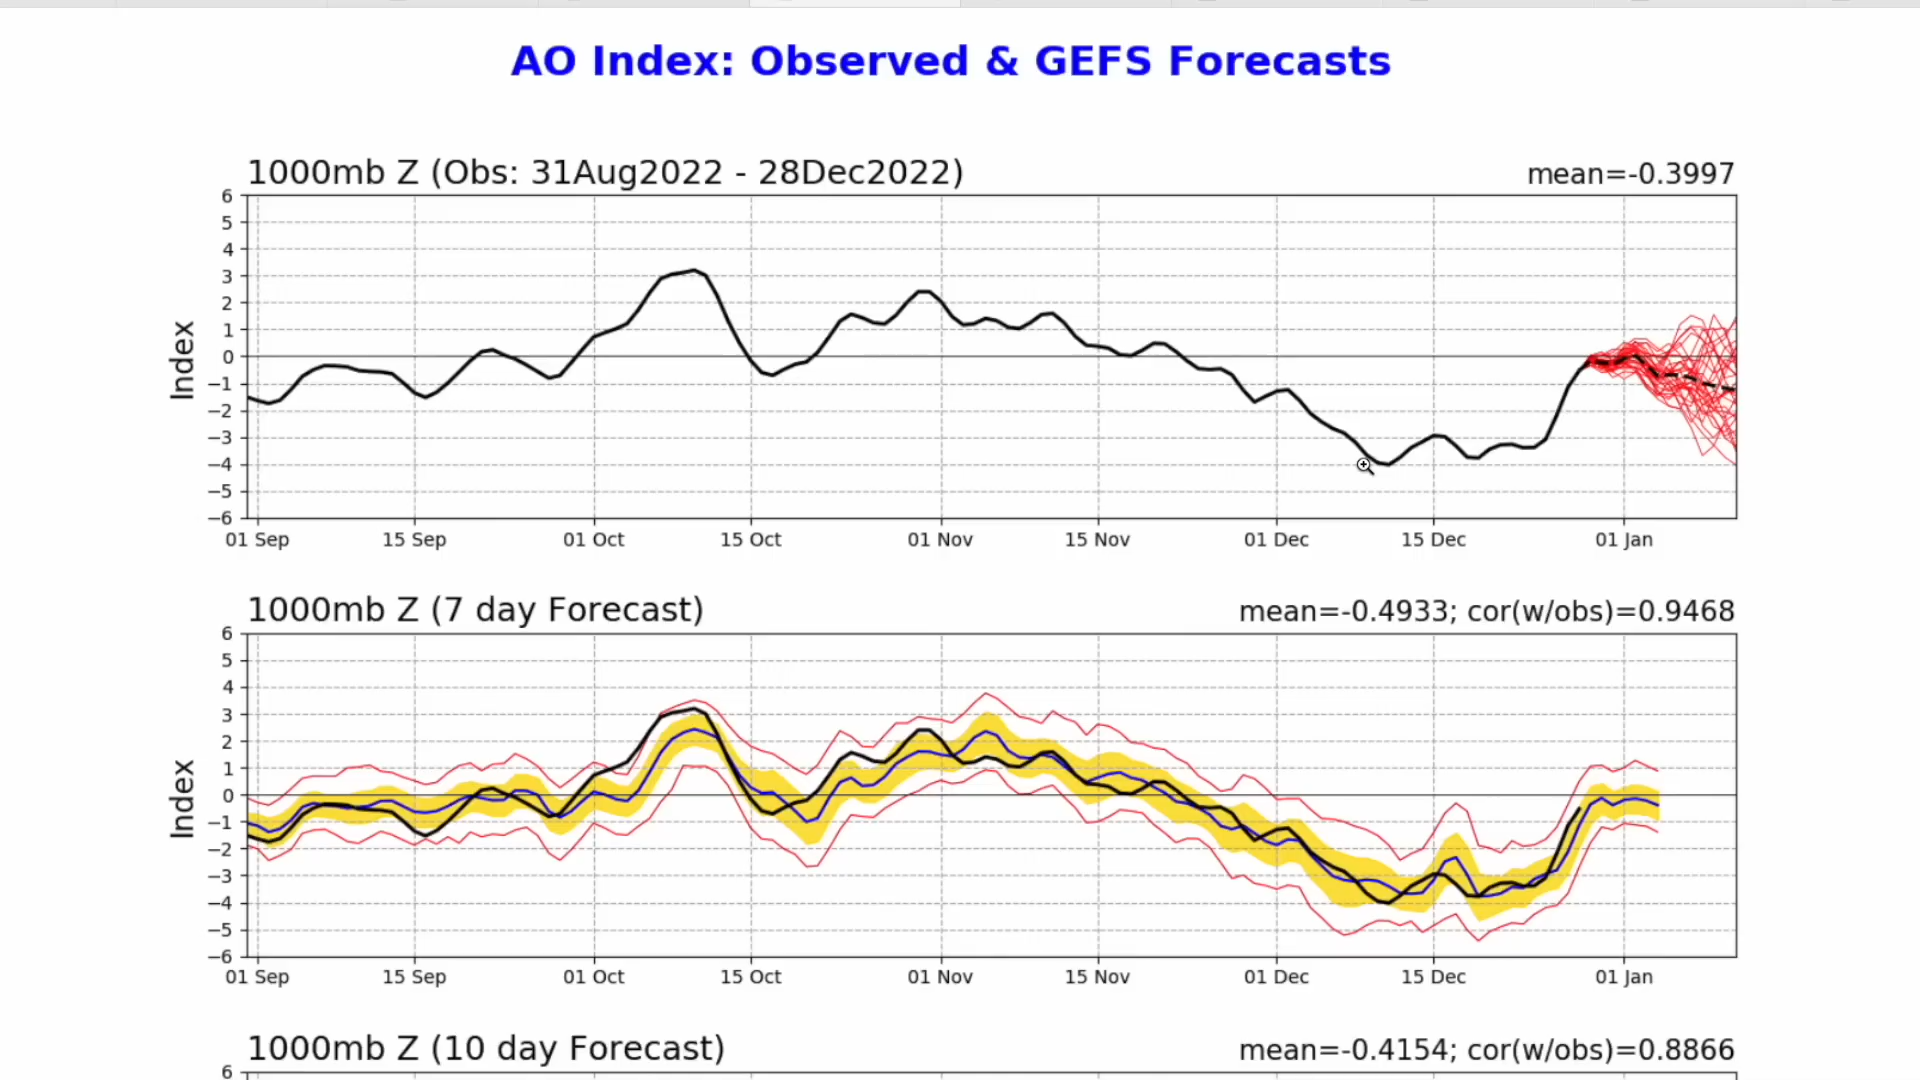 AO Index: Observed & GEFS Forecasts
1000mb Z (Obs: 31Aug2022 - 28Dec2022)
mean=-0.3997
6
5
4
3
2
1
0
−1
−2
−3
−4
−5
−6
Index
01 Sep
15 Sep
01 Oct
15 Oct
01 Nov
15 Nov
01 Dec
15 Dec
01 Jan
1000mb Z (7 day Forecast)
mean=-0.4933; cor(w/obs)=0.9468
6
5
4
3
2
1
0
−1
−2
−3
−4
−5
−6
Index
01 Sep
15 Sep
01 Oct
15 Oct
01 Nov
15 Nov
01 Dec
15 Dec
01 Jan
1000mb Z (10 day Forecast)
mean=-0.4154; cor(w/obs)=0.8866
6